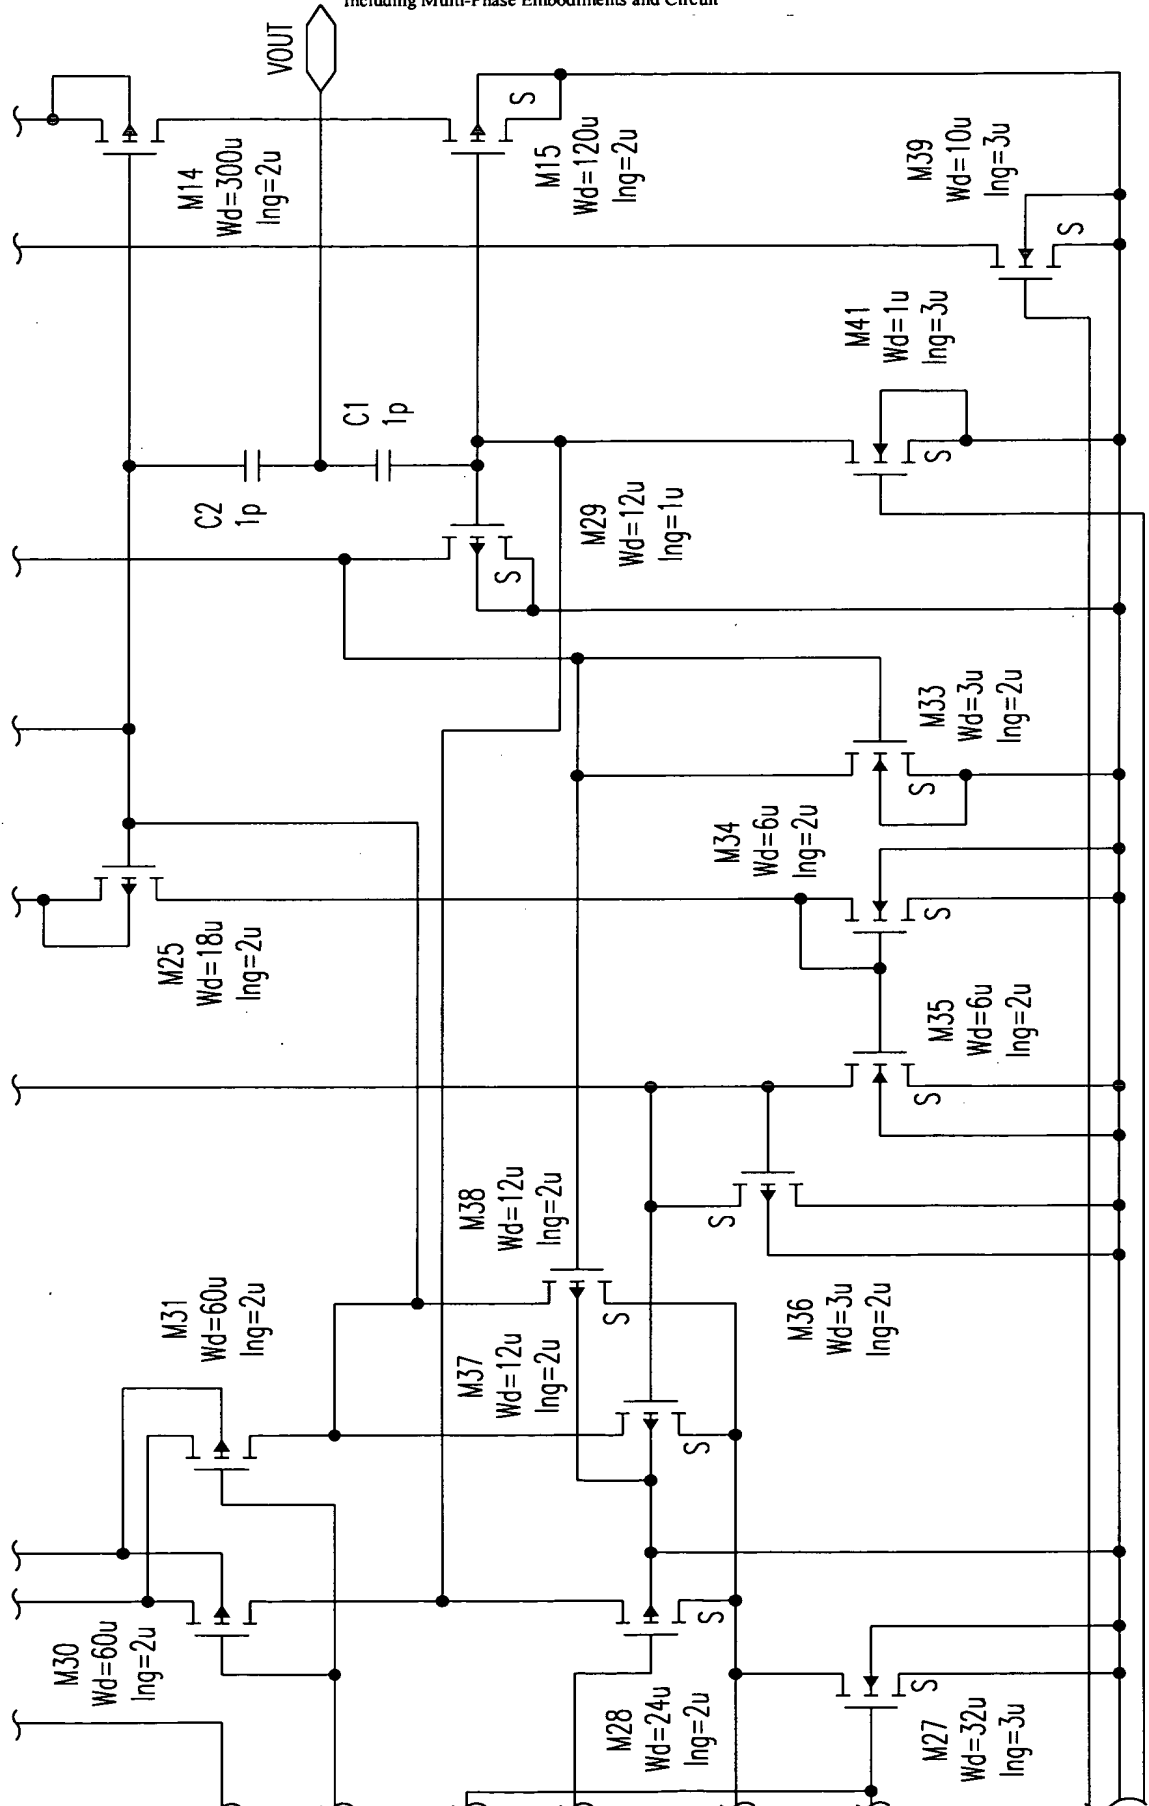 Including Multi-Phase Embodiments and Circuit
VOUT
S
M14
Wd=300u
lng=2u
M15
Wd=120u
lng=2u
M39
Wd=10u
lng=3u
S
M41
Wd=1u
lng=3u
C1
1p
C2
1p
S
M29
Wd=12u
lng=1u
S
M33
Wd=3u
lng=2u
S
M34
Wd=6u
lng=2u
S
M25
Wd=18u
lng=2u
M35
Wd=6u
lng=2u
S
M38
Wd=12u
lng=2u
S
M31
Wd=60u
lng=2u
M37
Wd=12u
lng=2u
S
M36
Wd=3u
lng=2u
S
M30
Wd=60u
lng=2u
S
M28
Wd=24u
lng=2u
S
M27
Wd=32u
lng=3u